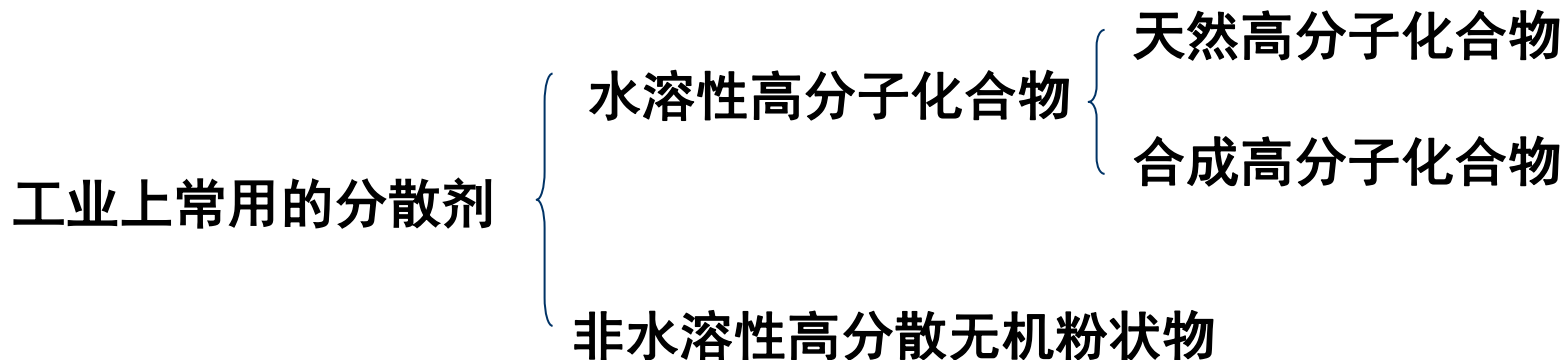 天然高分子化合物
水溶性高分子化合物
合成高分子化合物
工业上常用的分散剂
非水溶性高分散无机粉状物